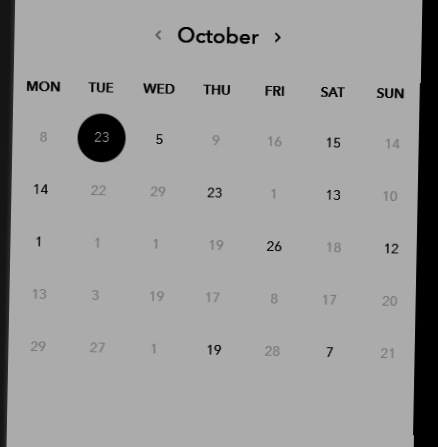 ‹ October ›
MON TUE WED THU FRI SAT SUN
8 23 5 9 16 15 14
14 22 29 23 1 13 10
1 1 1 19 26 18 12
13 3 19 17 8 17 20
29 27 1 19 28 7 21